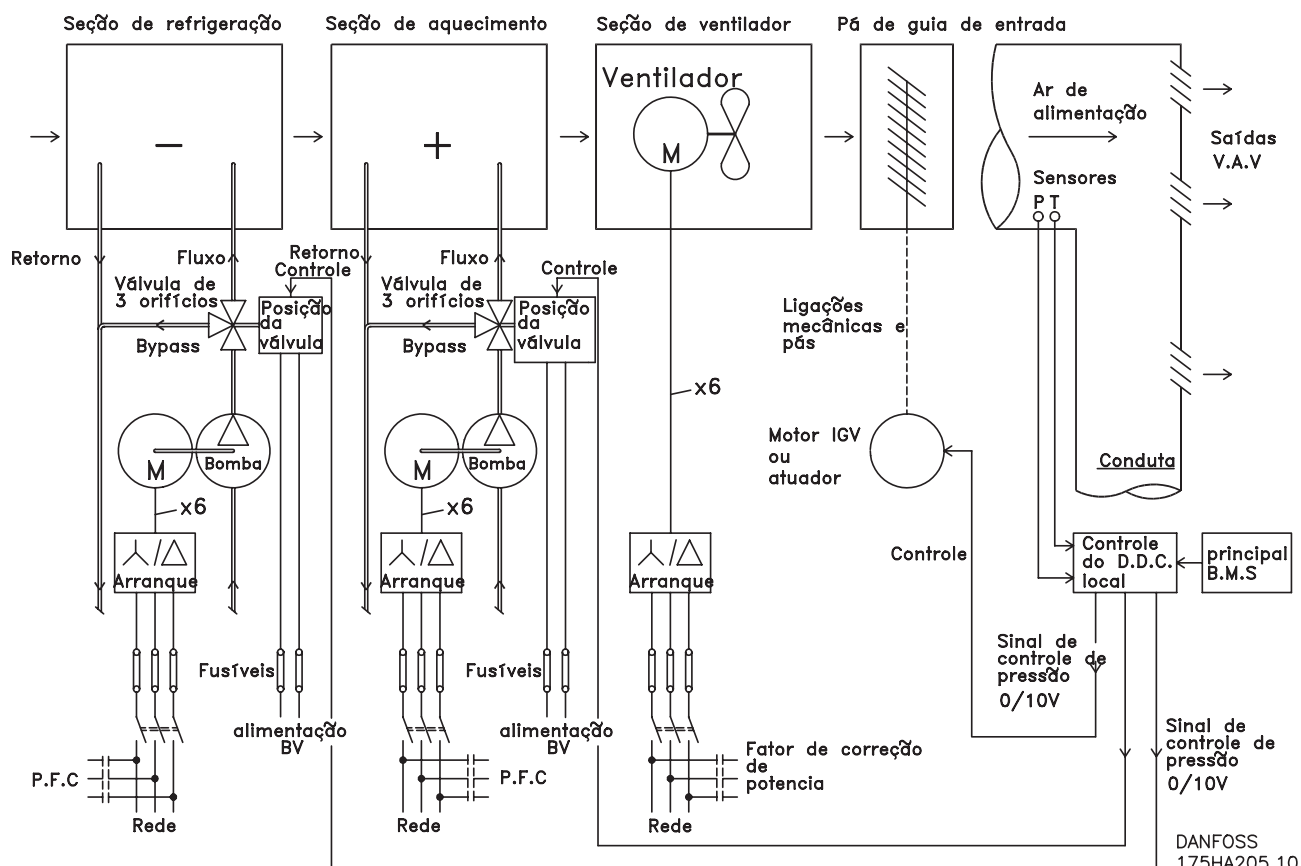 Seção de refrigeração
Seção de aquecimento
Seção de ventilador
Pá de guia de entrada
Ventilador
M
Ar de
alimentação
Saídas
V.A.V
Sensores
P T
Retorno
Fluxo
Retorno
Controle
Fluxo
Controle
Válvula de
3 orifícios
Posição
da
válvula
Válvula de
3 orifícios
Posição
da
válvula
Bypass
Bypass
Ligações
mecânicas e
pás
x6
M
Bomba
M
Bomba
Motor IGV
ou
atuador
Conduta
x6
x6
Arranque
Arranque
Controle
Controle
do D.D.C.
local
principal
B.M.S
Fusíveis
Fusíveis
Sinal de
controle de
pressão
0/10V
alimentação
BV
alimentação
BV
Sinal de
controle de
pressão
0/10V
P.F.C
P.F.C
Fator de correção
de
potencia
Rede
Rede
Rede
DANFOSS
175HA205.10